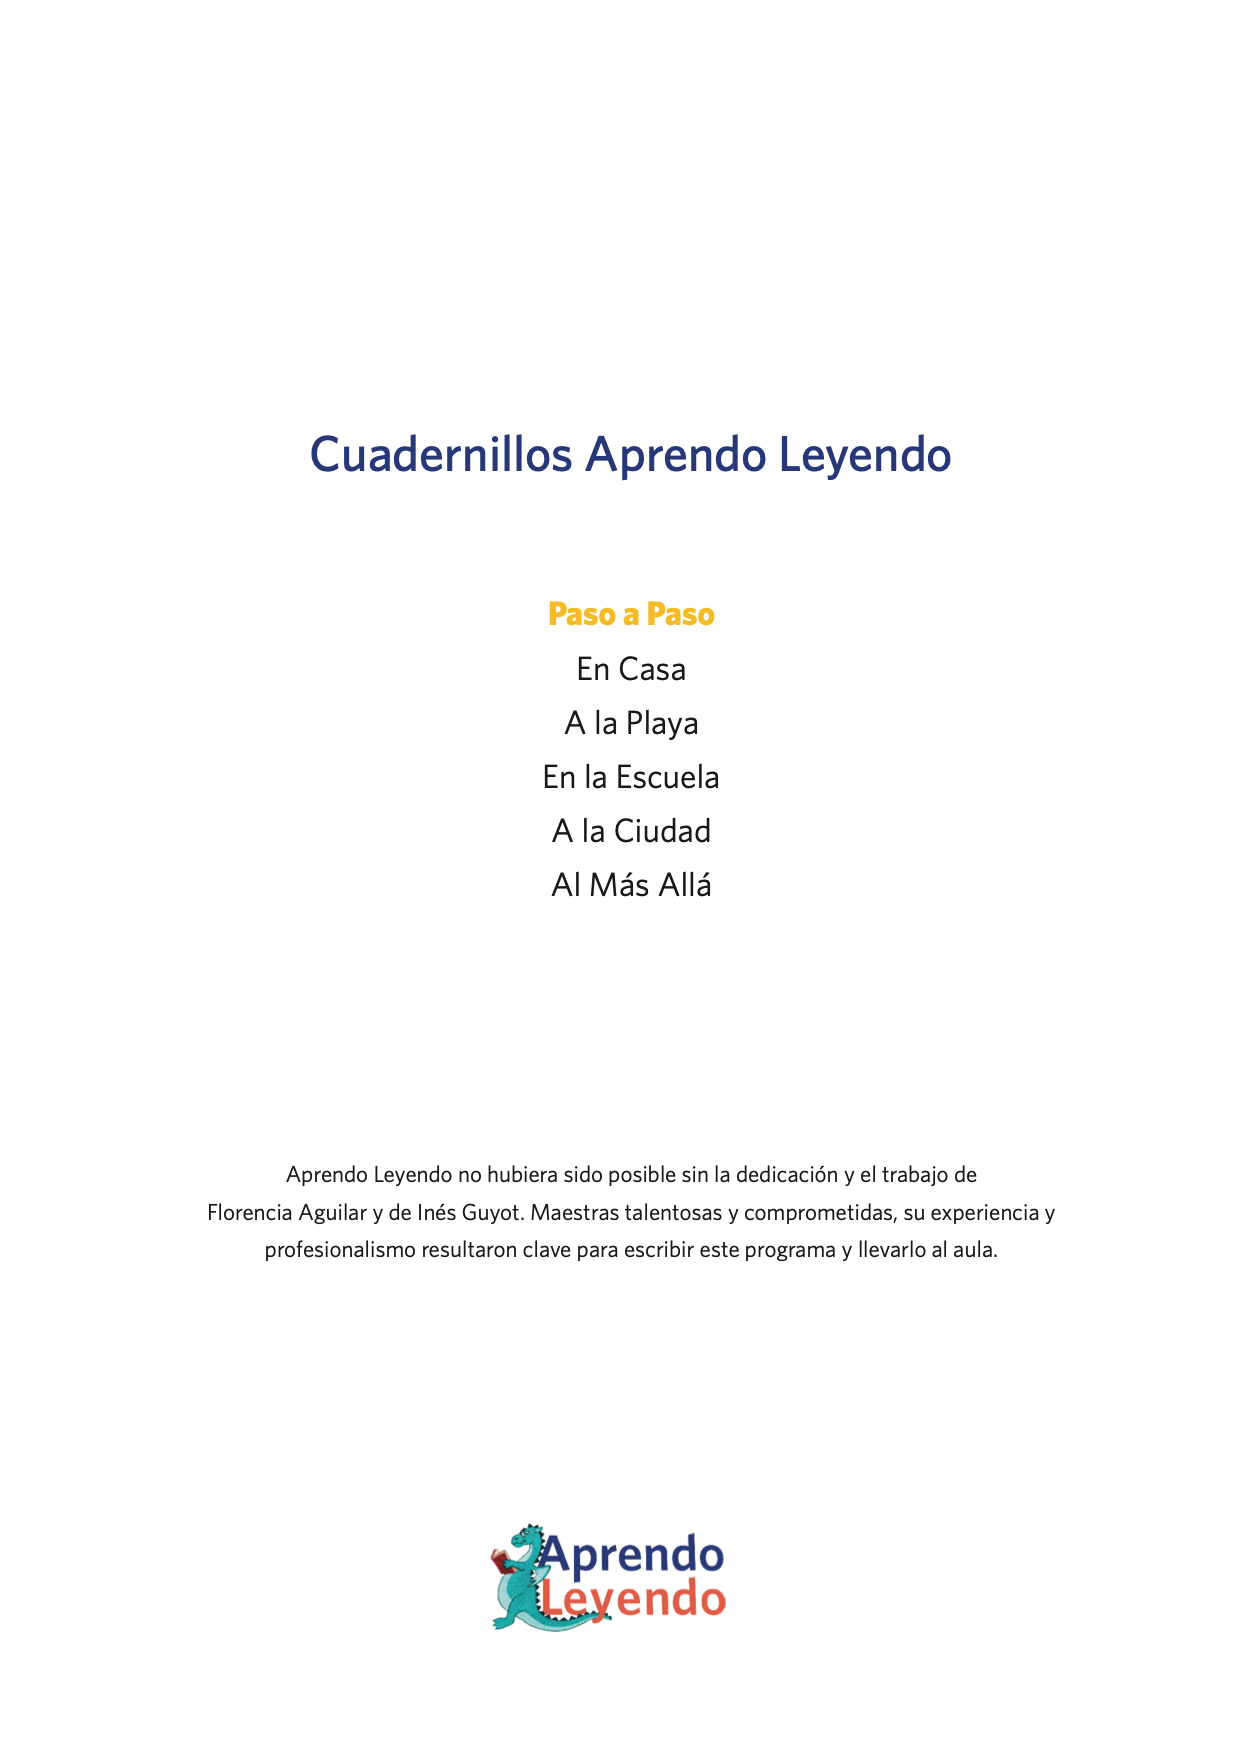 Cuadernillos Aprendo Leyendo
Paso a Paso
En Casa
A la Playa
En la Escuela
A la Ciudad
Al Más Allá
Aprendo Leyendo no hubiera sido posible sin la dedicación y el trabajo de
Florencia Aguilar y de Inés Guyot. Maestras talentosas y comprometidas, su experiencia y
profesionalismo resultaron clave para escribir este programa y llevarlo al aula.
Aprendo
Leyendo